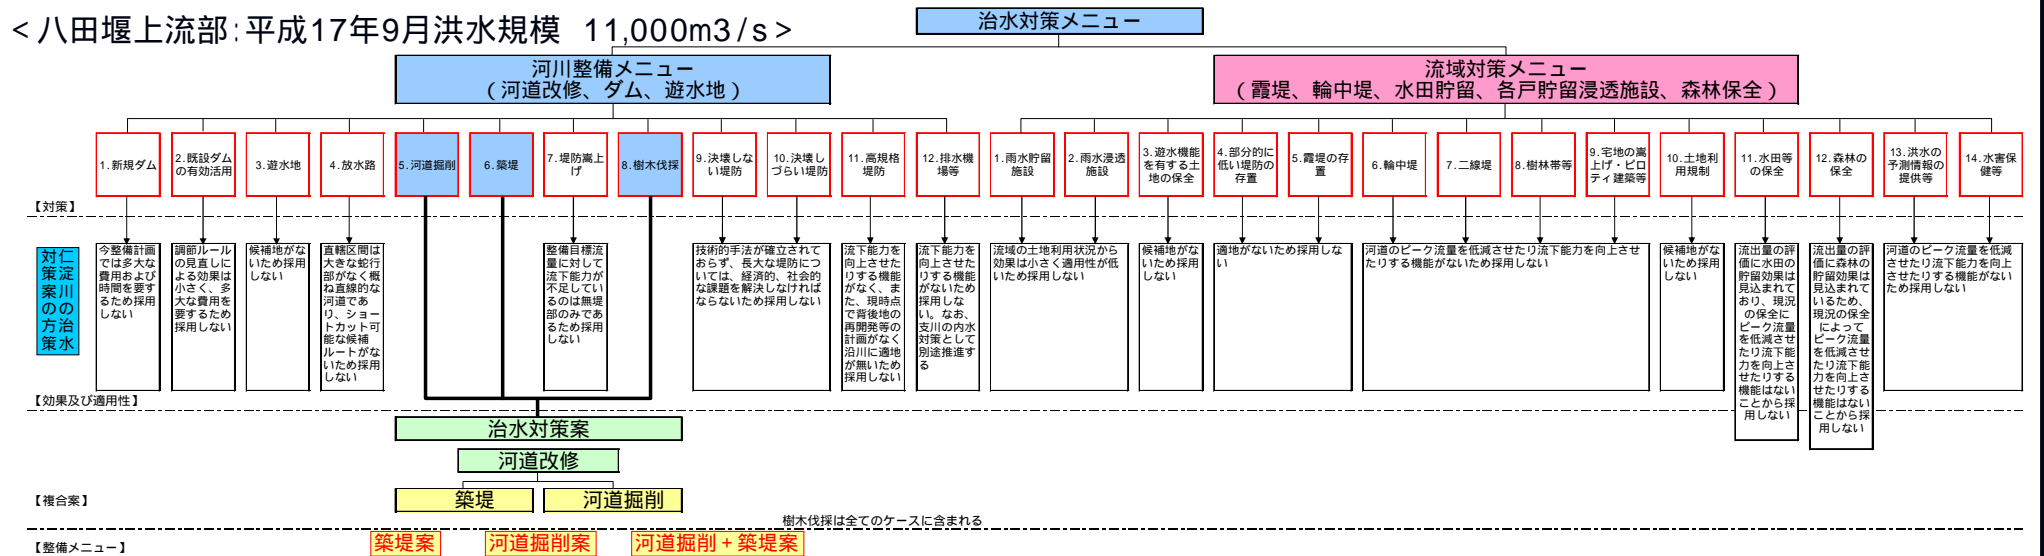 <八田堰上流部:平成17年9月洪水規模 11,000m3/s>
治水対策メニュー
河川整備メニュー
(河道改修、ダム、遊水地)
流域対策メニュー
(霞堤、輪中堤、水田貯留、各戸貯留浸透施設、森林保全)
1.新規ダム
2.既設ダム
の有効活用
3.遊水地
4.放水路
5.河道掘削
6.築堤
7.堤防嵩上
げ
8.樹木伐採
9.決壊しな
い堤防
10.決壊し
づらい堤防
11.高規格
堤防
12.排水機
場等
1.雨水貯留
施設
2.雨水浸透
施設
3.遊水機能
を有する土
地の保全
4.部分的に
低い堤防の
存置
5.霞堤の存
置
6.輪中堤
7.二線堤
8.樹林帯等
9.宅地の嵩
上げ・ピロ
ティ建築等
10.土地利
用規制
11.水田等
の保全
12.森林の
保全
13.洪水の
予測情報の
提供等
14.水害保
健等
【対策】
仁淀川の治水
対策案の方策
今整備計画
では多大な
費用および
時間を要す
るため採用
しない
調節ルール
の見直しに
よる効果は
小さく、多
大な費用を
要するため
採用しない
候補地がな
いため採用
しない
直轄区間は
大きな蛇行
部がなく概
ね直線的な
河道であ
り、ショー
トカット可
能な候補
ルートがな
いため採用
しない
整備目標流
量に対して
流下能力が
不足してい
るのは無堤
部のみであ
るため採用
しない
技術的手法が確立されて
おらず、長大な堤防につ
いては、経済的、社会的
な課題を解決しなければ
ならないため採用しない
流下能力を
向上させた
りする機能
がなく、ま
た、現時点
で背後地の
再開発等の
計画がなく
沿川に適地
が無いため
採用しない
流下能力を
向上させた
りする機能
がないため
採用しな
い。なお、
支川の内水
対策として
別途推進す
る
流域の土地利用状況から
効果は小さく適用性が低
いため採用しない
候補地がな
いため採用
しない
適地がないため採用しない
河道のピーク流量を低減させたり流下能力を向上させ
たりする機能がないため採用しない
候補地がな
いため採用
しない
流出量の評
価に水田の
貯留効果は
見込まれて
おり、現況
の保全に
ピーク流量
を低減させ
たり流下能
力を向上さ
せたりする
機能はない
ことから採
用しない
流出量の評
価に森林の
貯留効果は
見込まれて
いるため、
現況の保全
によって
ピーク流量
を低減させ
たり流下能
力を向上さ
せたりする
機能はない
ことから採
用しない
河道のピーク流量を低減
させたり流下能力を向上
させたりする機能がない
ため採用しない
【効果及び適用性】
治水対策案
河道改修
築堤
河道掘削
【複合案】
樹木伐採は全てのケースに含まれる
【整備メニュー】
築堤案
河道掘削案
河道掘削+築堤案